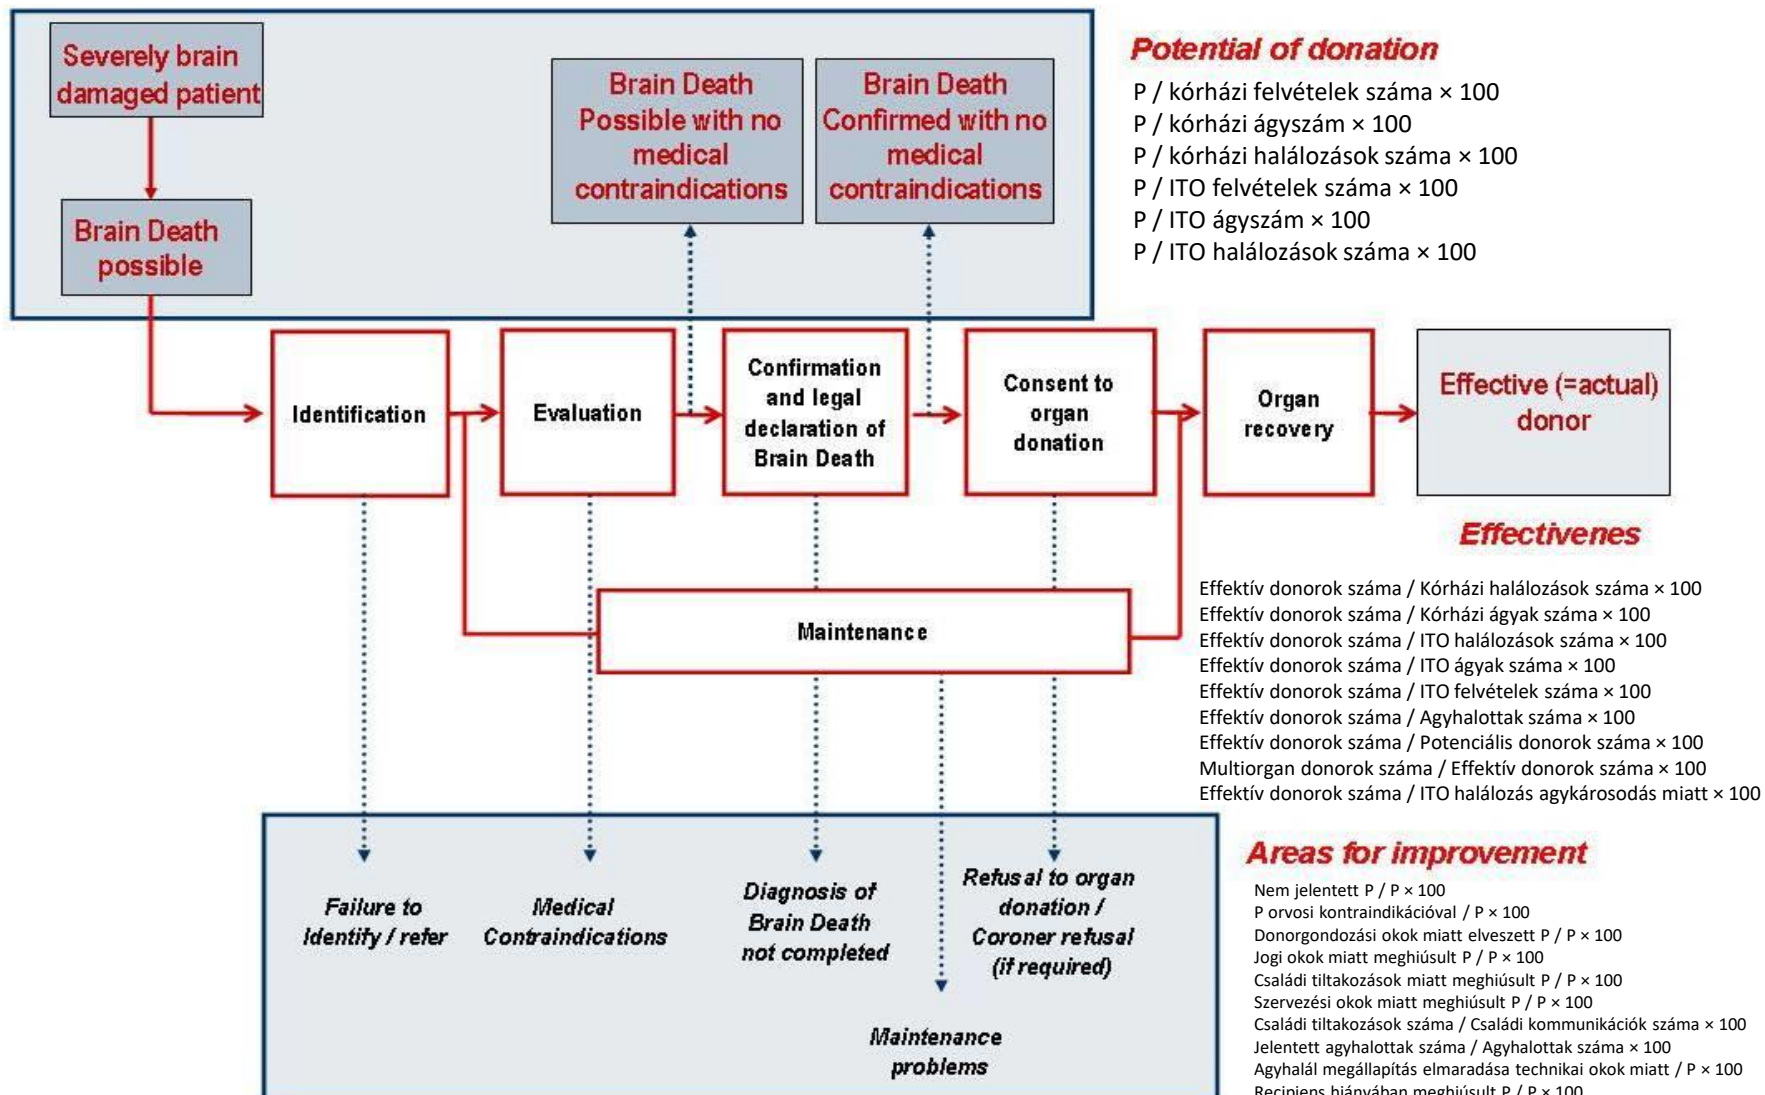 Severely brain
damaged patient
Brain Death
possible
Brain Death
Possible with no
medical
contraindications
Brain Death
Confirmed with no
medical
contraindications
Potential of donation
P / kórházi felvételek száma × 100
P / kórházi ágyszám × 100
P / kórházi halálozások száma × 100
P / ITO felvételek száma × 100
P / ITO ágyszám × 100
P / ITO halálozások száma × 100
Identification
Evaluation
Confirmation
and legal
declaration of
Brain Death
Consent to
organ
donation
Organ
recovery
Effective (=actual)
donor
Effectivenes
Maintenance
Effektív donorok száma / Kórházi halálozások száma × 100
Effektív donorok száma / Kórházi ágyak száma × 100
Effektív donorok száma / ITO halálozások száma × 100
Effektív donorok száma / ITO ágyak száma × 100
Effektív donorok száma / ITO felvételek száma × 100
Effektív donorok száma / Agyhalottak száma × 100
Effektív donorok száma / Potenciális donorok száma × 100
Multiorgan donorok száma / Effektív donorok száma × 100
Effektív donorok száma / ITO halálozás agykárosodás miatt × 100
Failure to
Identify / refer
Medical
Contraindications
Diagnosis of
Brain Death
not completed
Refusal to organ
donation /
Coroner refusal
(if required)
Maintenance
problems
Areas for improvement
Nem jelentett P / P × 100
P orvosi kontraindikációval / P × 100
Donorgondozási okok miatt elveszett P / P × 100
Jogi okok miatt meghiúsult P / P × 100
Családi tiltakozások miatt meghiúsult P / P × 100
Szervezési okok miatt meghiúsult P / P × 100
Családi tiltakozások száma / Családi kommunikációk száma × 100
Jelentett agyhalottak száma / Agyhalottak száma × 100
Agyhalál megállapítás elmaradása technikai okok miatt / P × 100
Recipiens hiányában meghiúsult P / P × 100